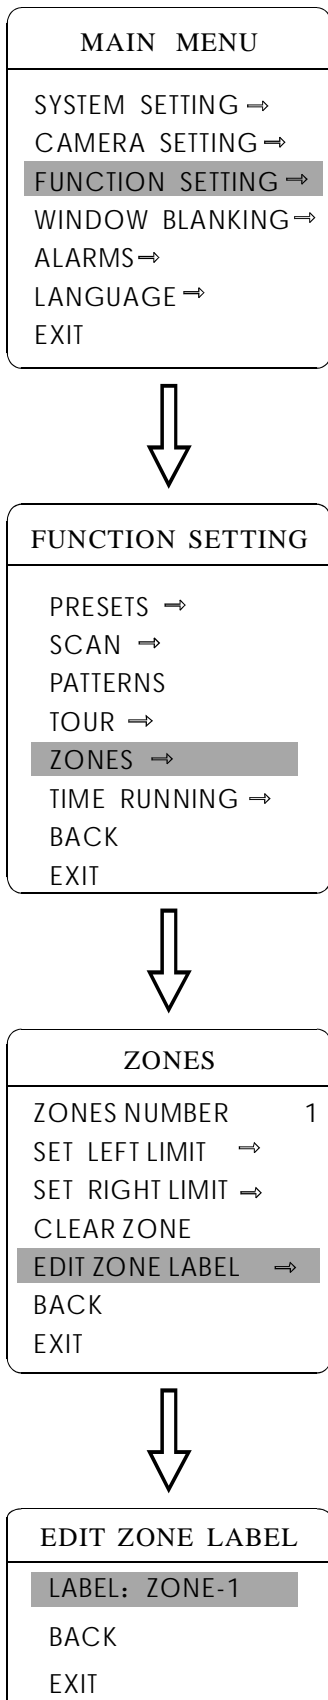 MAIN MENU
SYSTEM SETTING ⇒
CAMERA SETTING ⇒
FUNCTION SETTING ⇒
WINDOW BLANKING ⇒
ALARMS ⇒
LANGUAGE ⇒
EXIT
FUNCTION SETTING
PRESETS ⇒
SCAN ⇒
PATTERNS
TOUR ⇒
ZONES ⇒
TIME RUNNING ⇒
BACK
EXIT
ZONES
ZONES NUMBER 1
SET LEFT LIMIT ⇒
SET RIGHT LIMIT ⇒
CLEAR ZONE
EDIT ZONE LABEL ⇒
BACK
EXIT
EDIT ZONE LABEL
LABEL: ZONE-1
BACK
EXIT